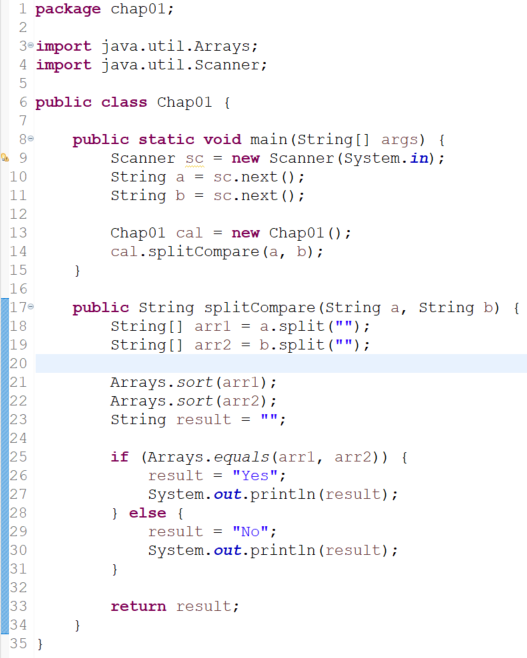 1 package chap01;
2
3 import java.util.Arrays;
4 import java.util.Scanner;
5
6 public class Chap01 {
7
8     public static void main(String[] args) {
9         Scanner sc = new Scanner(System.in);
10         String a = sc.next();
11         String b = sc.next();
12
13         Chap01 cal = new Chap01();
14         cal.splitCompare(a, b);
15     }
16
17     public String splitCompare(String a, String b) {
18         String[] arr1 = a.split("");
19         String[] arr2 = b.split("");
20
21         Arrays.sort(arr1);
22         Arrays.sort(arr2);
23         String result = "";
24
25         if (Arrays.equals(arr1, arr2)) {
26             result = "Yes";
27             System.out.println(result);
28         } else {
29             result = "No";
30             System.out.println(result);
31         }
32
33         return result;
34     }
35 }